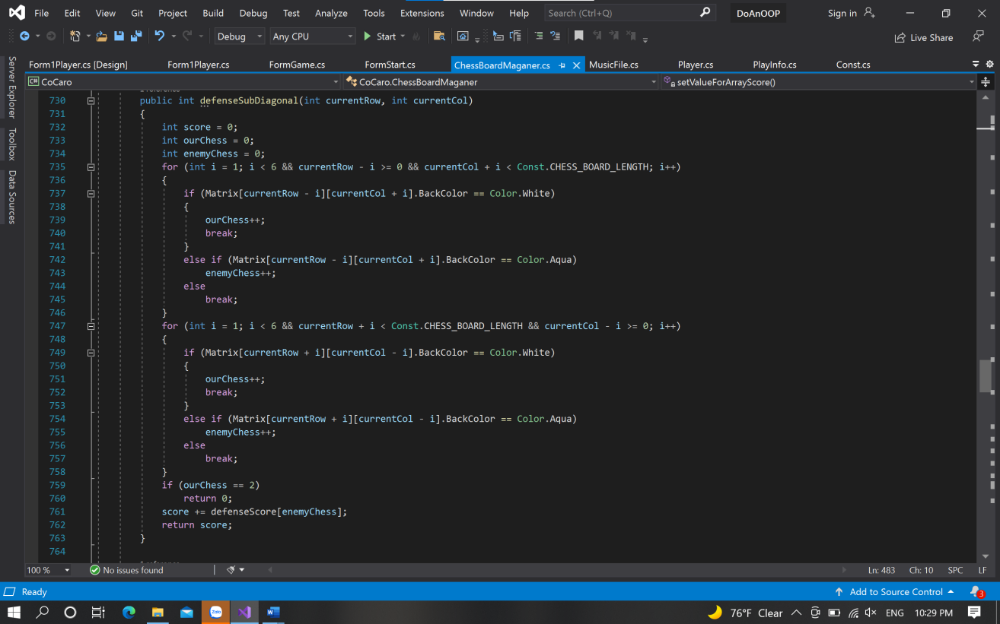 File Edit View Git Project Build Debug Test Analyze Tools Extensions Window Help Search (Ctrl+Q) DoAnOOP Sign in
Debug Any CPU Start Live Share
Form1Player.cs [Design] Form1Player.cs FormGame.cs FormStart.cs ChessBoardMaganer.cs MusicFile.cs Player.cs PlayInfo.cs Const.cs
C# CoCaro CoCaro.ChessBoardMaganer setValueForArrayScore()
Server Explorer
Toolbox
Data Sources
730 public int defenseSubDiagonal(int currentRow, int currentCol)
731 {
732 int score = 0;
733 int ourChess = 0;
734 int enemyChess = 0;
735 for (int i = 1; i < 6 && currentRow - i >= 0 && currentCol + i < Const.CHESS_BOARD_LENGTH; i++)
736 {
737 if (Matrix[currentRow - i][currentCol + i].BackColor == Color.White)
738 {
739 ourChess++;
740 break;
741 }
742 else if (Matrix[currentRow - i][currentCol + i].BackColor == Color.Aqua)
743 enemyChess++;
744 else
745 break;
746 }
747 for (int i = 1; i < 6 && currentRow + i < Const.CHESS_BOARD_LENGTH && currentCol - i >= 0; i++)
748 {
749 if (Matrix[currentRow + i][currentCol - i].BackColor == Color.White)
750 {
751 ourChess++;
752 break;
753 }
754 else if (Matrix[currentRow + i][currentCol - i].BackColor == Color.Aqua)
755 enemyChess++;
756 else
757 break;
758 }
759 if (ourChess == 2)
760 return 0;
761 score += defenseScore[enemyChess];
762 return score;
763 }
764
100 % No issues found Ln: 483 Ch: 10 SPC LF
Ready Add to Source Control 3
Zalo 76°F Clear ENG 10:29 PM